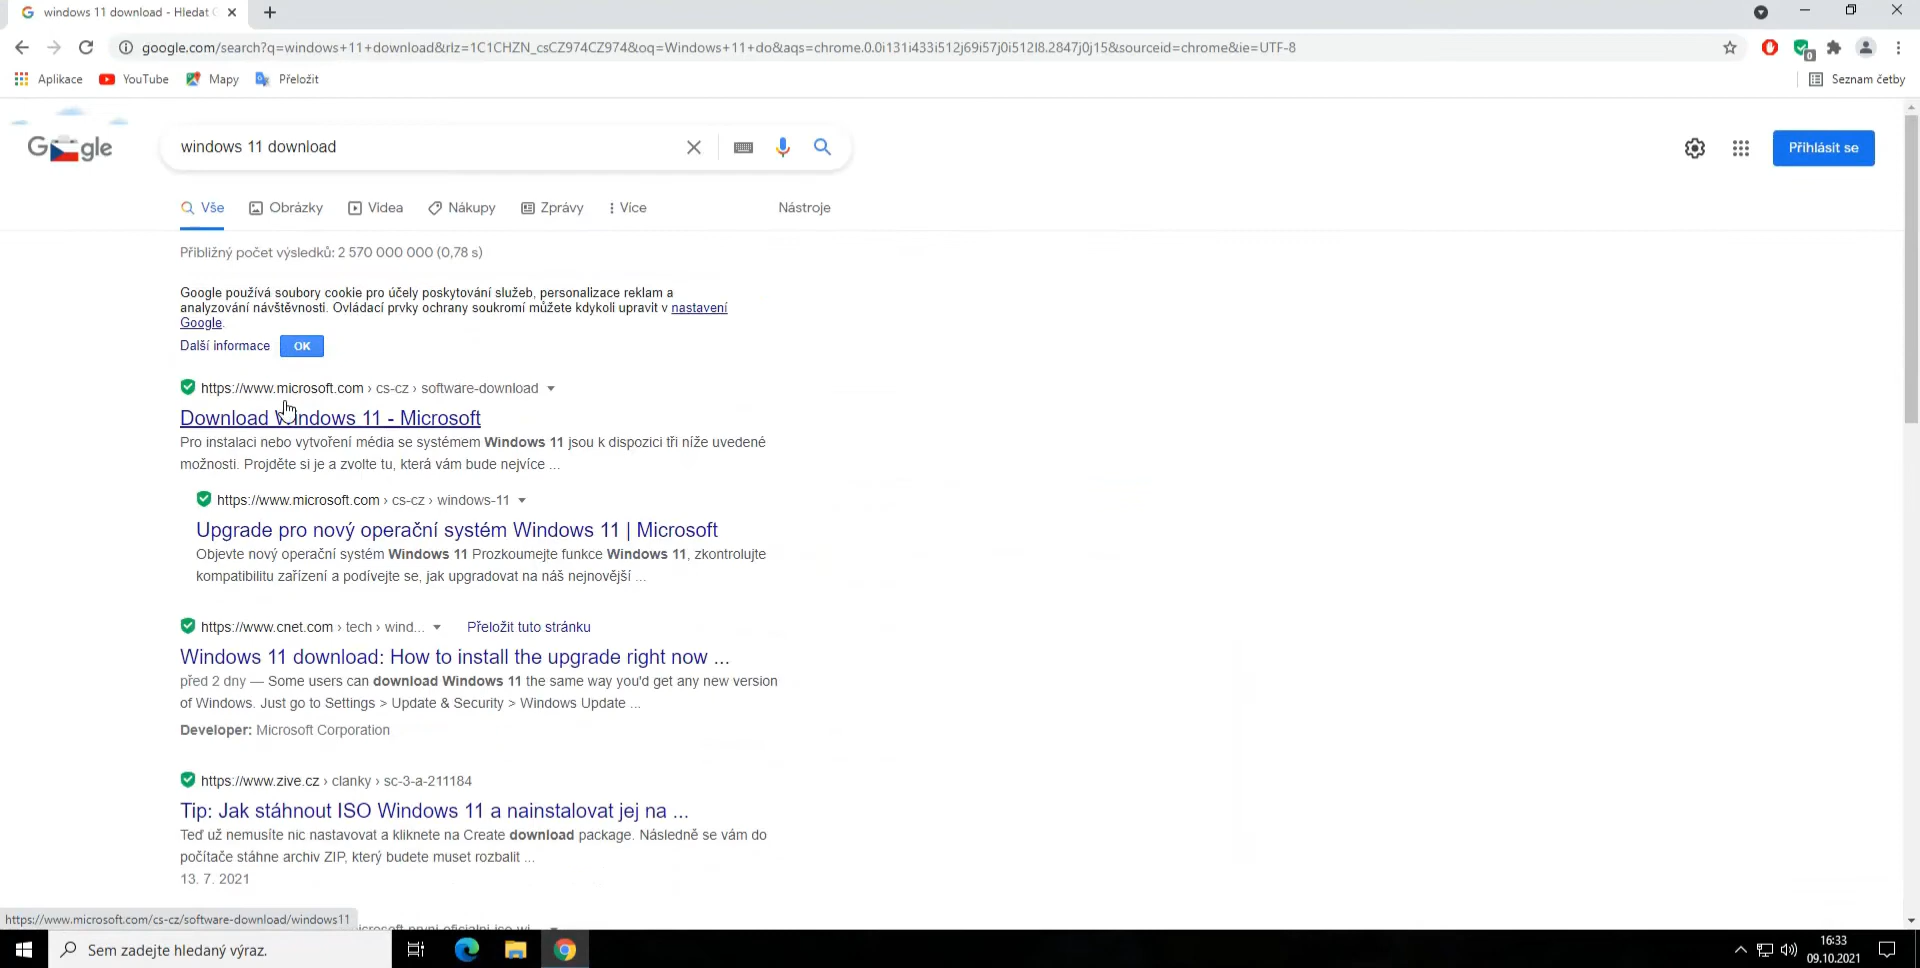 windows 11 download - Hledat
google.com/search?q=windows+11+download&rlz=1C1CHZN_csCZ974CZ974&oq=Windows+11+do&aqs=chrome.0.0i131i433i512j69i57j0i512l8.2847j0j15&sourceid=chrome&ie=UTF-8
0
Aplikace YouTube Mapy Přeložit Seznam četby
Google windows 11 download Přihlásit se
Vše Obrázky Videa Nákupy Zprávy Více Nástroje
Přibližný počet výsledků: 2 570 000 000 (0,78 s)
Google používá soubory cookie pro účely poskytování služeb, personalizace reklam a
analyzování návštěvnosti. Ovládací prvky ochrany soukromí můžete kdykoli upravit v nastavení
Google.
Další informace OK
https://www.microsoft.com › cs-cz › software-download
Download Windows 11 - Microsoft
Pro instalaci nebo vytvoření média se systémem Windows 11 jsou k dispozici tři níže uvedené
možnosti. Projděte si je a zvolte tu, která vám bude nejvíce ...
https://www.microsoft.com › cs-cz › windows-11
Upgrade pro nový operační systém Windows 11 | Microsoft
Objevte nový operační systém Windows 11 Prozkoumejte funkce Windows 11, zkontrolujte
kompatibilitu zařízení a podívejte se, jak upgradovat na náš nejnovější ...
https://www.cnet.com › tech › wind... Přeložit tuto stránku
Windows 11 download: How to install the upgrade right now ...
před 2 dny — Some users can download Windows 11 the same way you'd get any new version
of Windows. Just go to Settings > Update & Security > Windows Update ...
Developer: Microsoft Corporation
https://www.zive.cz › clanky › sc-3-a-211184
Tip: Jak stáhnout ISO Windows 11 a nainstalovat jej na ...
Teď už nemusíte nic nastavovat a kliknete na Create download package. Následně se vám do
počítače stáhne archiv ZIP, který budete muset rozbalit ...
13. 7. 2021
https://www.microsoft.com/cs-cz/software-download/windows11
Sem zadejte hledaný výraz.
16:33
09.10.2021